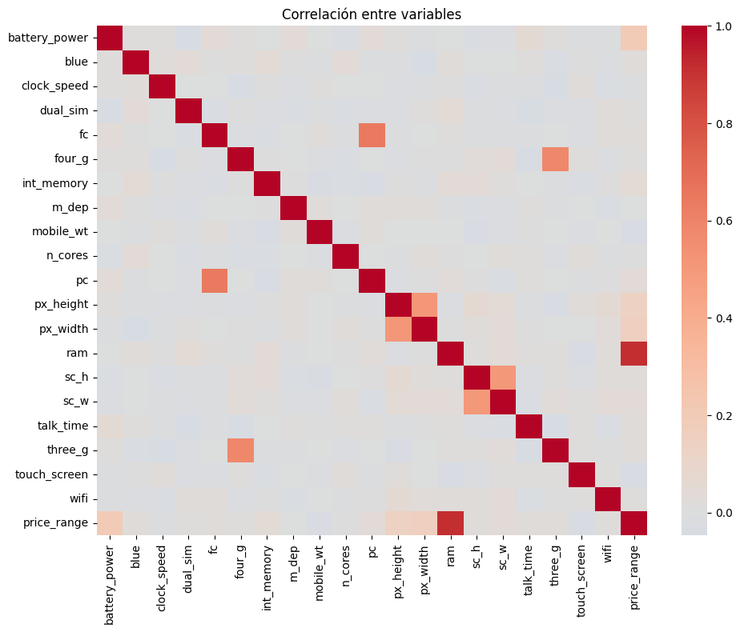 Correlación entre variables
battery_power
blue
clock_speed
dual_sim
fc
four_g
int_memory
m_dep
mobile_wt
n_cores
pc
px_height
px_width
ram
sc_h
sc_w
talk_time
three_g
touch_screen
wifi
price_range
battery_power
blue
clock_speed
dual_sim
fc
four_g
int_memory
m_dep
mobile_wt
n_cores
pc
px_height
px_width
ram
sc_h
sc_w
talk_time
three_g
touch_screen
wifi
price_range
1.0
0.8
0.6
0.4
0.2
0.0